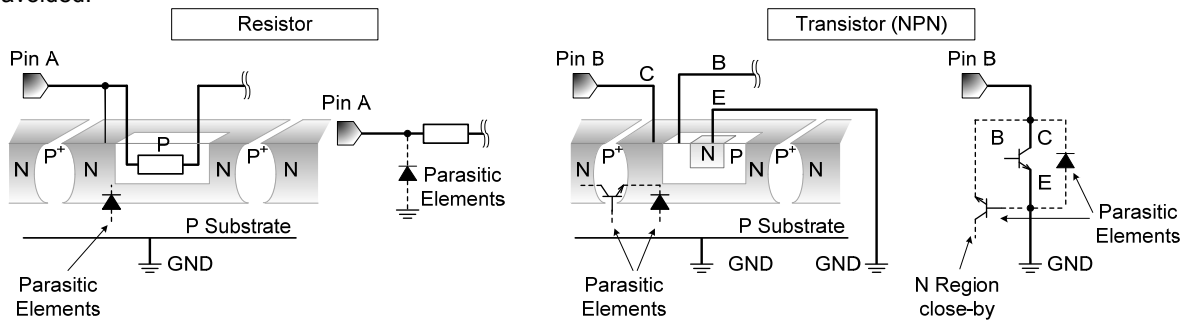 avoided.
Resistor
Transistor (NPN)
Pin A
Pin A
N
P+
N
P
P+
N
N
Parasitic
Elements
P Substrate
GND
Parasitic
Elements
Pin B
C
B
E
N
P+
N
N
P
P+
N
N
P Substrate
GND
GND
Parasitic
Elements
Pin B
B
C
E
Parasitic
Elements
GND
N Region
close-by